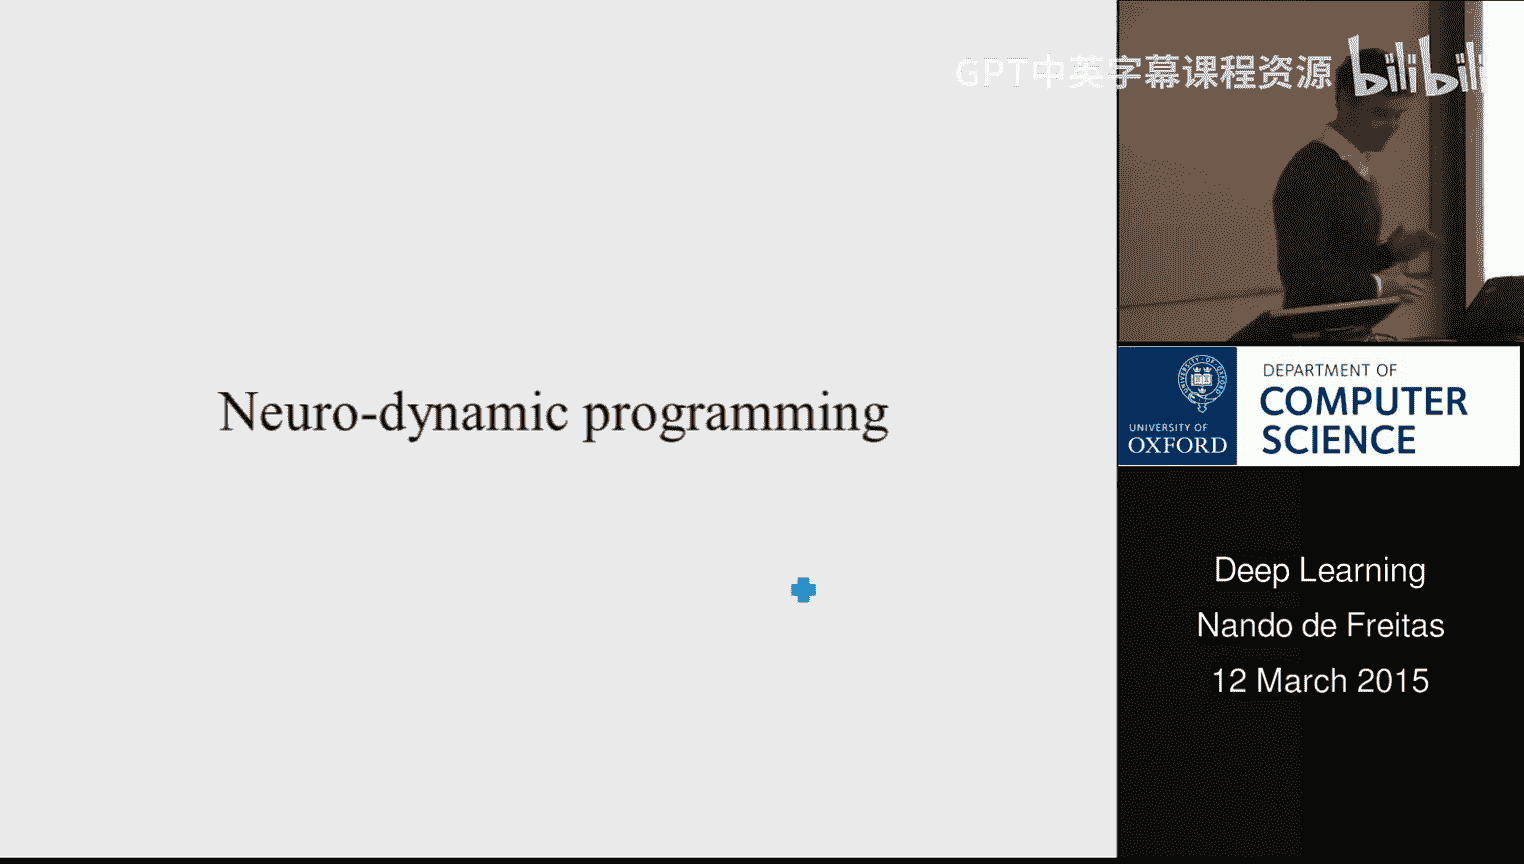 GPT中英字幕课程资源 bilibili
Neuro-dynamic programming
UNIVERSITY OF
OXFORD
DEPARTMENT OF
COMPUTER
SCIENCE
Deep Learning
Nando de Freitas
12 March 2015